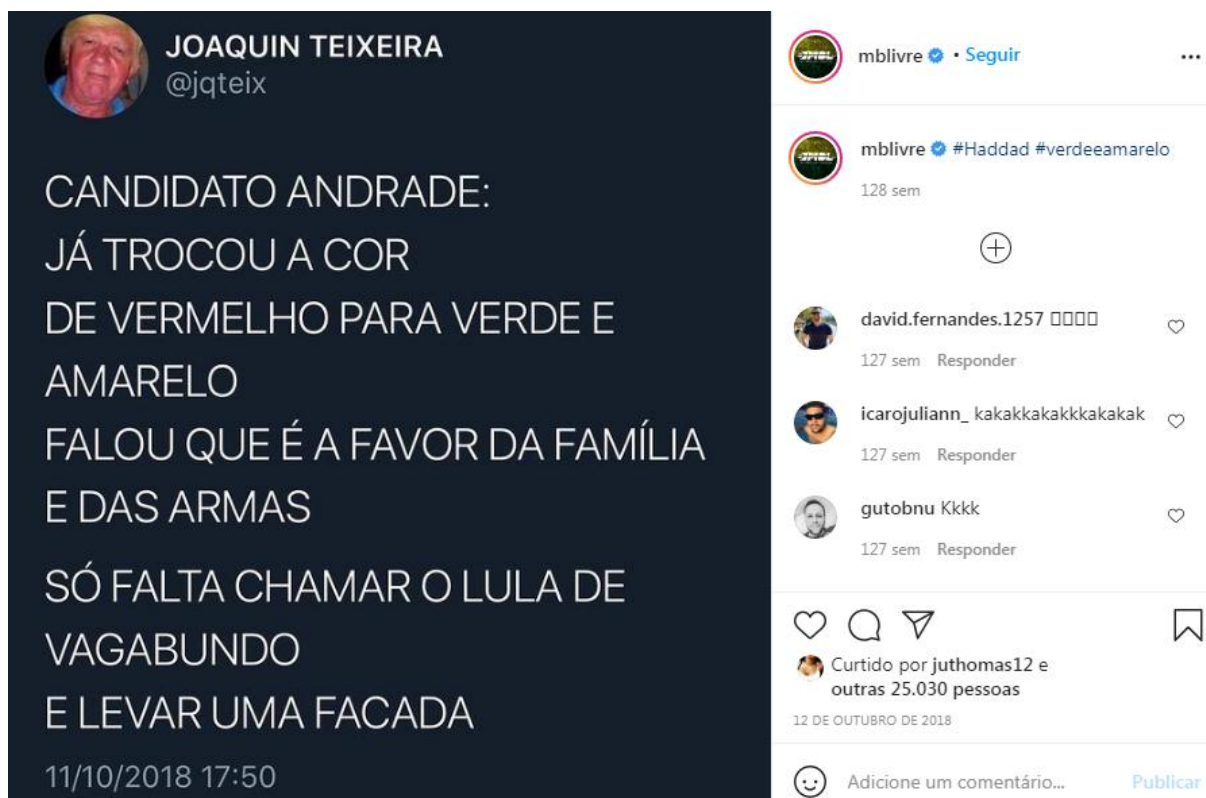 JOAQUIN TEIXEIRA
@jqteix
CANDIDATO ANDRADE:
JÁ TROCOU A COR
DE VERMELHO PARA VERDE E
AMARELO
FALOU QUE É A FAVOR DA FAMÍLIA
E DAS ARMAS
SÓ FALTA CHAMAR O LULA DE
VAGABUNDO
E LEVAR UMA FACADA
11/10/2018 17:50
mblivre • Seguir
mblivre #Haddad #verdeeamarelo
128 sem
david.fernandes.1257 □□□□
127 sem Responder
icarojuliann_ kakakkakakkkakakak
127 sem Responder
gutobnu Kkkk
127 sem Responder
Curtido por juthomas12 e
outras 25.030 pessoas
12 DE OUTUBRO DE 2018
Adicione um comentário... Publicar